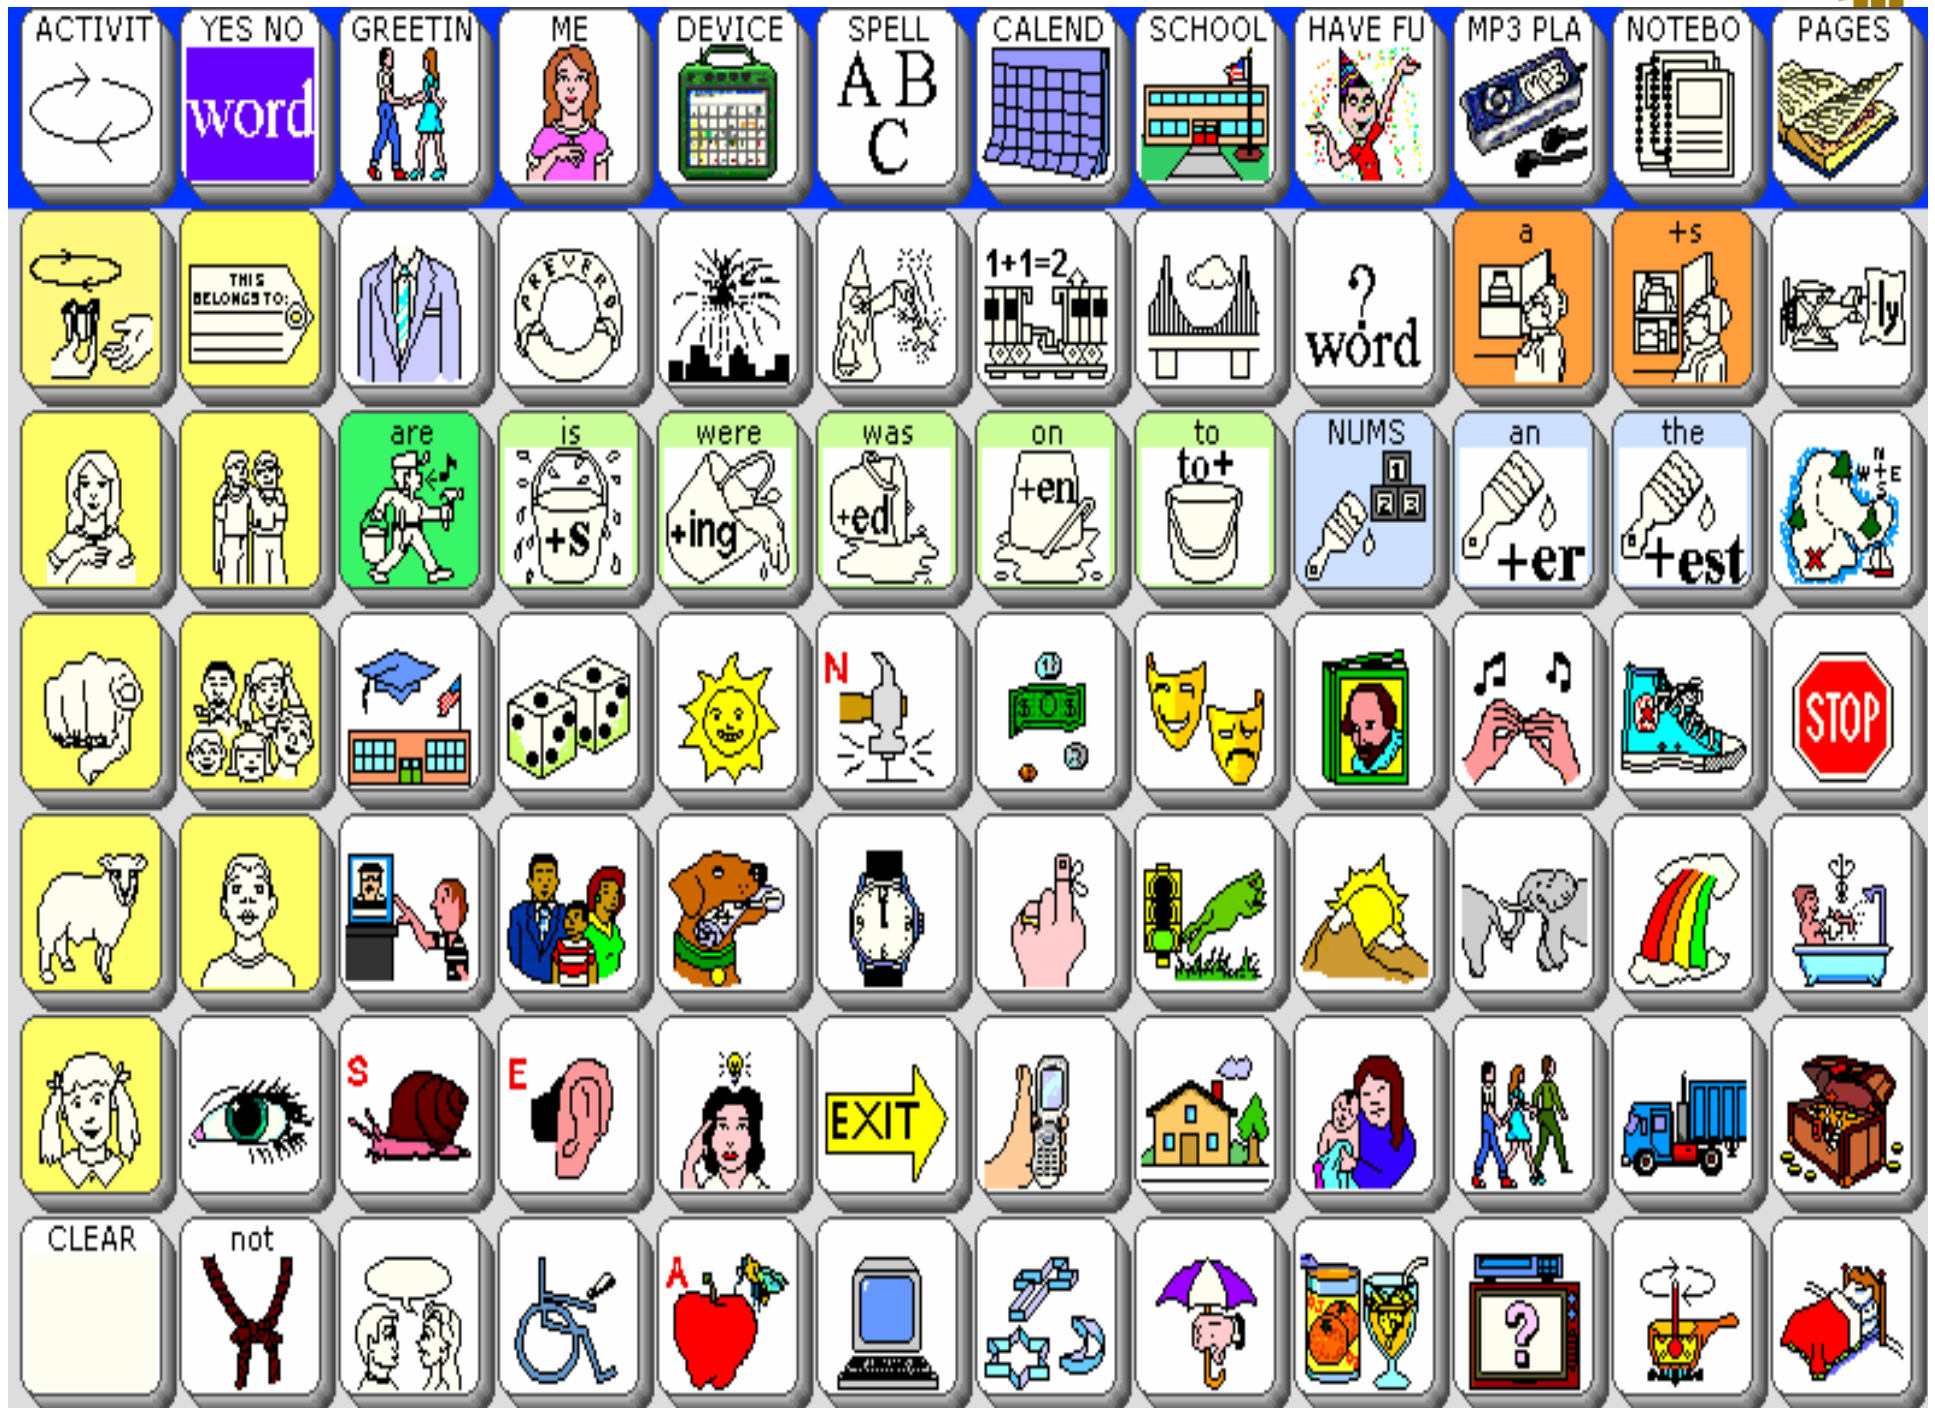 ACTIVIT
YES NO
GREETIN
ME
DEVICE
SPELL
CALEND
SCHOOL
HAVE FU
MP3 PLA
NOTEBO
PAGES
word
A B
C
MP3
THIS
BELONGS TO:
PREVERO
1+1=2
?
word
a
+s
ly
are
is
+s
were
+ing
was
+ed
on
+en
to
to+
NUMS
1
2 3
an
+er
the
+est
N
W + E
S
N
STOP
S
E
EXIT
CLEAR
not
A
?